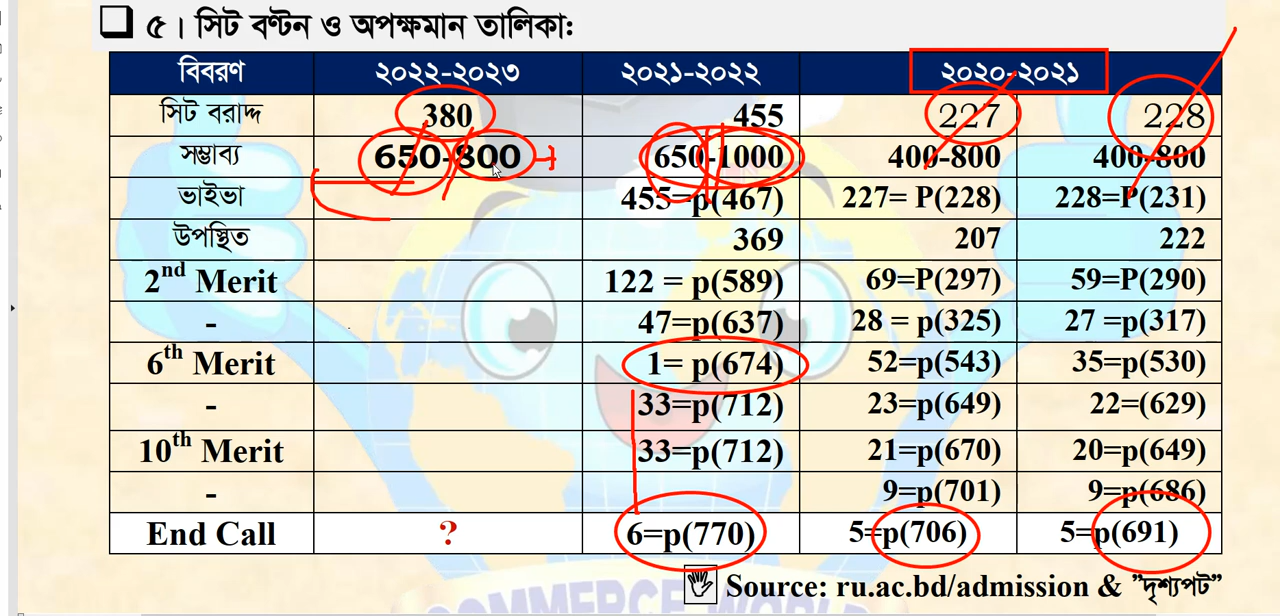 ৫। সিট বণ্টন ও অপক্ষমান তালিকা:
বিবরণ ২০২২-২০২৩ ২০২১-২০২২ ২০২০-২০২১
সিট বরাদ্দ 380 455 227 228
সম্ভাব্য 650-800 650-1000 400-800 400-800
ভাইভা 455=p(467) 227= P(228) 228=P(231)
উপস্থিত 369 207 222
2nd Merit 122 = p(589) 69=P(297) 59=P(290)
- 47=p(637) 28 = p(325) 27 =p(317)
6th Merit 1= p(674) 52=p(543) 35=p(530)
- 33=p(712) 23=p(649) 22=(629)
10th Merit 33=p(712) 21=p(670) 20=p(649)
- 9=p(701) 9=p(686)
End Call ? 6=p(770) 5=p(706) 5=p(691)
Source: ru.ac.bd/admission & ”দৃশ্যপট”
COMMERCE WORLD